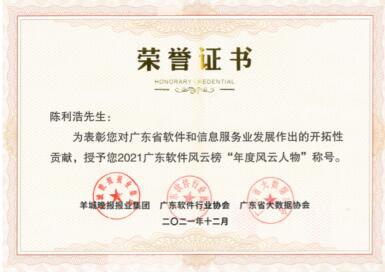 荣誉证书
HONORARY CREDENTIAL
陈利浩先生：
为表彰您对广东省软件和信息服务业发展作出的开拓性
贡献，授予您2021广东软件风云榜“年度风云人物”称号。
羊城晚报报业集团 广东软件行业协会 广东省大数据协会
二〇二一年十二月